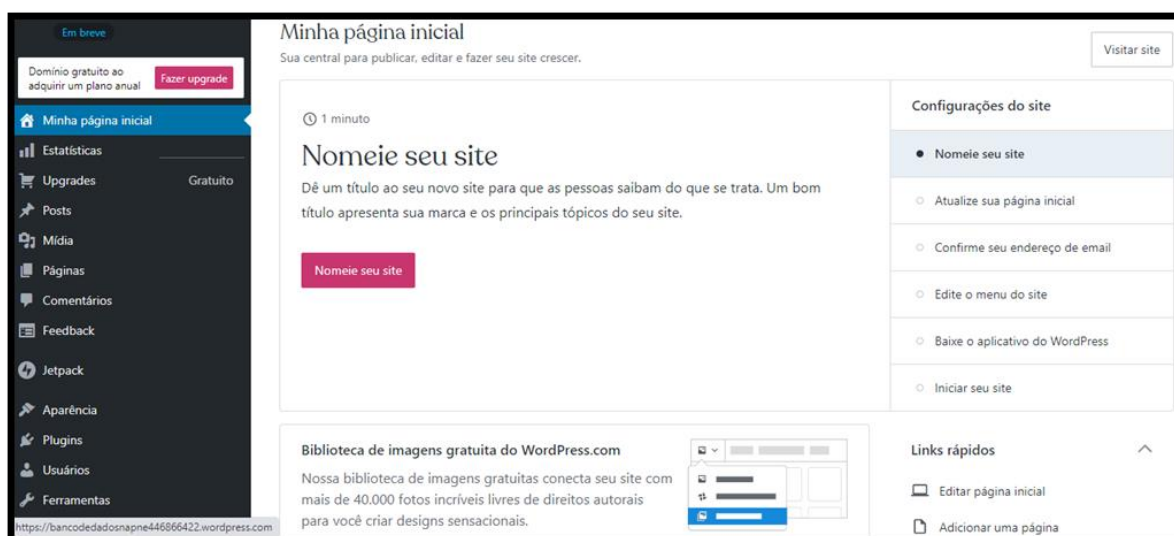 Em breve
Domínio gratuito ao
adquirir um plano anual
Fazer upgrade
Minha página inicial
Estatísticas
Upgrades Gratuito
Posts
Mídia
Páginas
Comentários
Feedback
Jetpack
Aparência
Plugins
Usuários
Ferramentas
https://bancodedadosnapne446866422.wordpress.com
Minha página inicial
Sua central para publicar, editar e fazer seu site crescer.
Visitar site
1 minuto
Nomeie seu site
Dê um título ao seu novo site para que as pessoas saibam do que se trata. Um bom
título apresenta sua marca e os principais tópicos do seu site.
Nomeie seu site
Configurações do site
Nomeie seu site
Atualize sua página inicial
Confirme seu endereço de email
Edite o menu do site
Baixe o aplicativo do WordPress
Iniciar seu site
Biblioteca de imagens gratuita do WordPress.com
Nossa biblioteca de imagens gratuitas conecta seu site com
mais de 40.000 fotos incríveis livres de direitos autorais
para você criar designs sensacionais.
Links rápidos
Editar página inicial
Adicionar uma página